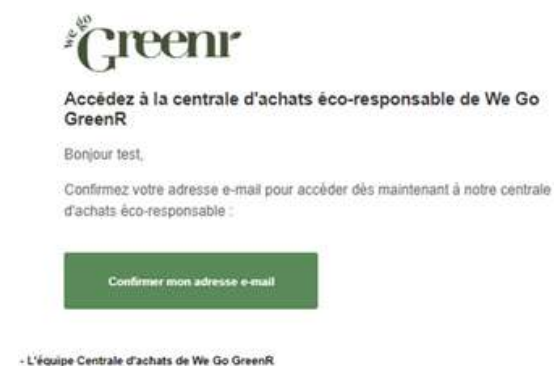 we go
Greenr
Accédez à la centrale d'achats éco-responsable de We Go
GreenR
Bonjour test,
Confirmez votre adresse e-mail pour accéder dès maintenant à notre centrale
d'achats éco-responsable :
Confirmer mon adresse e-mail
- L'équipe Centrale d'achats de We Go GreenR